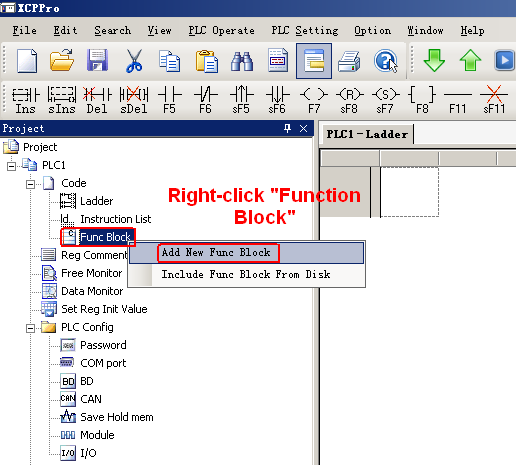 XCPPro
File Edit Search View PLC Operate PLC Setting Option Window Help
Ins sIns Del sDel F5 F6 sF5 sF6 F7 sF8 sF7 F8 F11 sF11
Project
PLC1-Ladder
Project
PLC1
Code
Ladder
Instruction List
Func Block
Reg Comment
Free Monitor
Data Monitor
Set Reg Init Value
PLC Config
Password
COM port
BD BD
CAN CAN
Save Hold mem
Module
I/O I/O
Right-click "Function
Block"
Add New Func Block
Include Func Block From Disk